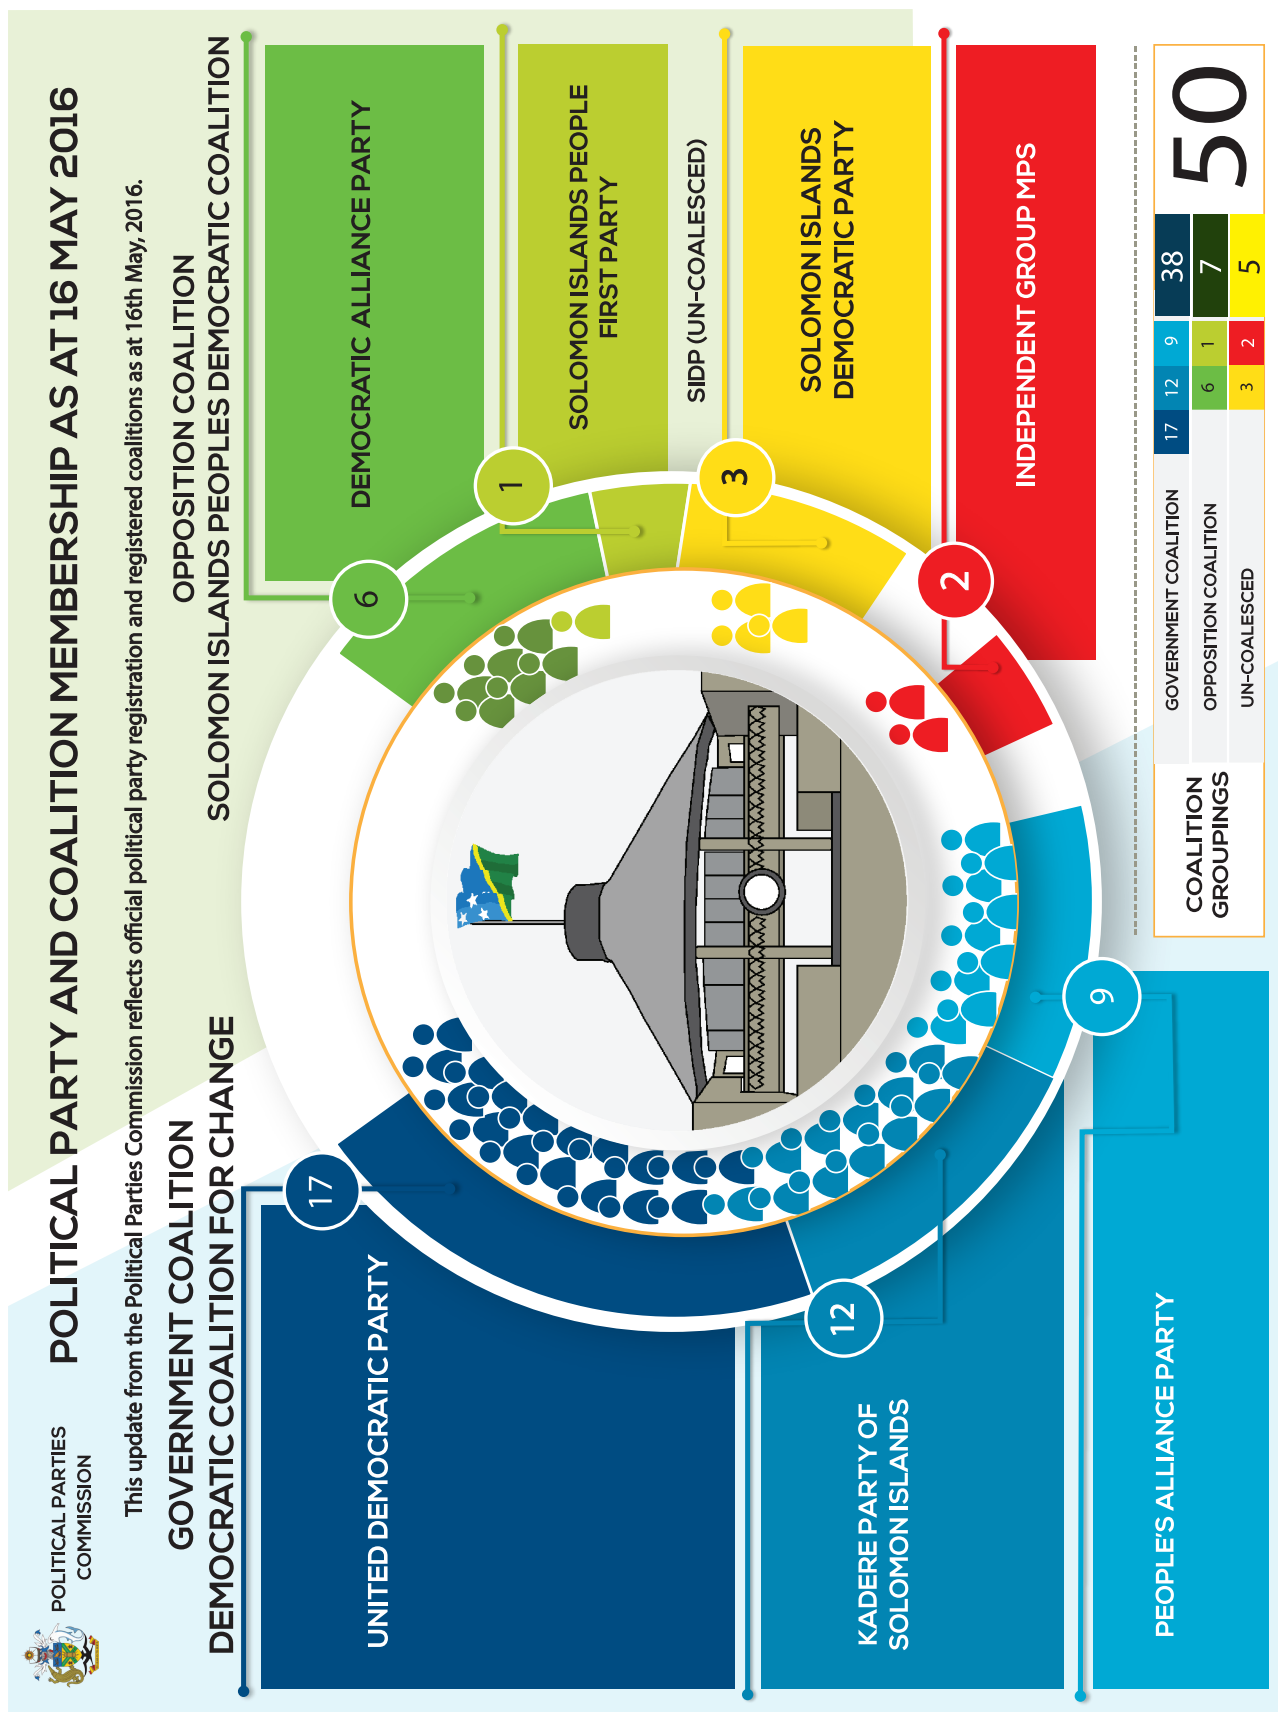 POLITICAL PARTIES
COMMISSION
POLITICAL PARTY AND COALITION MEMBERSHIP AS AT 16 MAY 2016
This update from the Political Parties Commission reflects official political party registration and registered coalitions as at 16th May, 2016.
GOVERNMENT COALITION
DEMOCRATIC COALITION FOR CHANGE
UNITED DEMOCRATIC PARTY
17
KADERE PARTY OF
SOLOMON ISLANDS
12
PEOPLE'S ALLIANCE PARTY
9
OPPOSITION COALITION
SOLOMON ISLANDS PEOPLES DEMOCRATIC COALITION
DEMOCRATIC ALLIANCE PARTY
6
SOLOMON ISLANDS PEOPLE
FIRST PARTY
1
SIDP (UN-COALESCED)
SOLOMON ISLANDS
DEMOCRATIC PARTY
3
INDEPENDENT GROUP MPS
2
COALITION
GROUPINGS
GOVERNMENT COALITION 17 12 9 38
OPPOSITION COALITION 6 1 7
UN-COALESCED 3 2 5
50